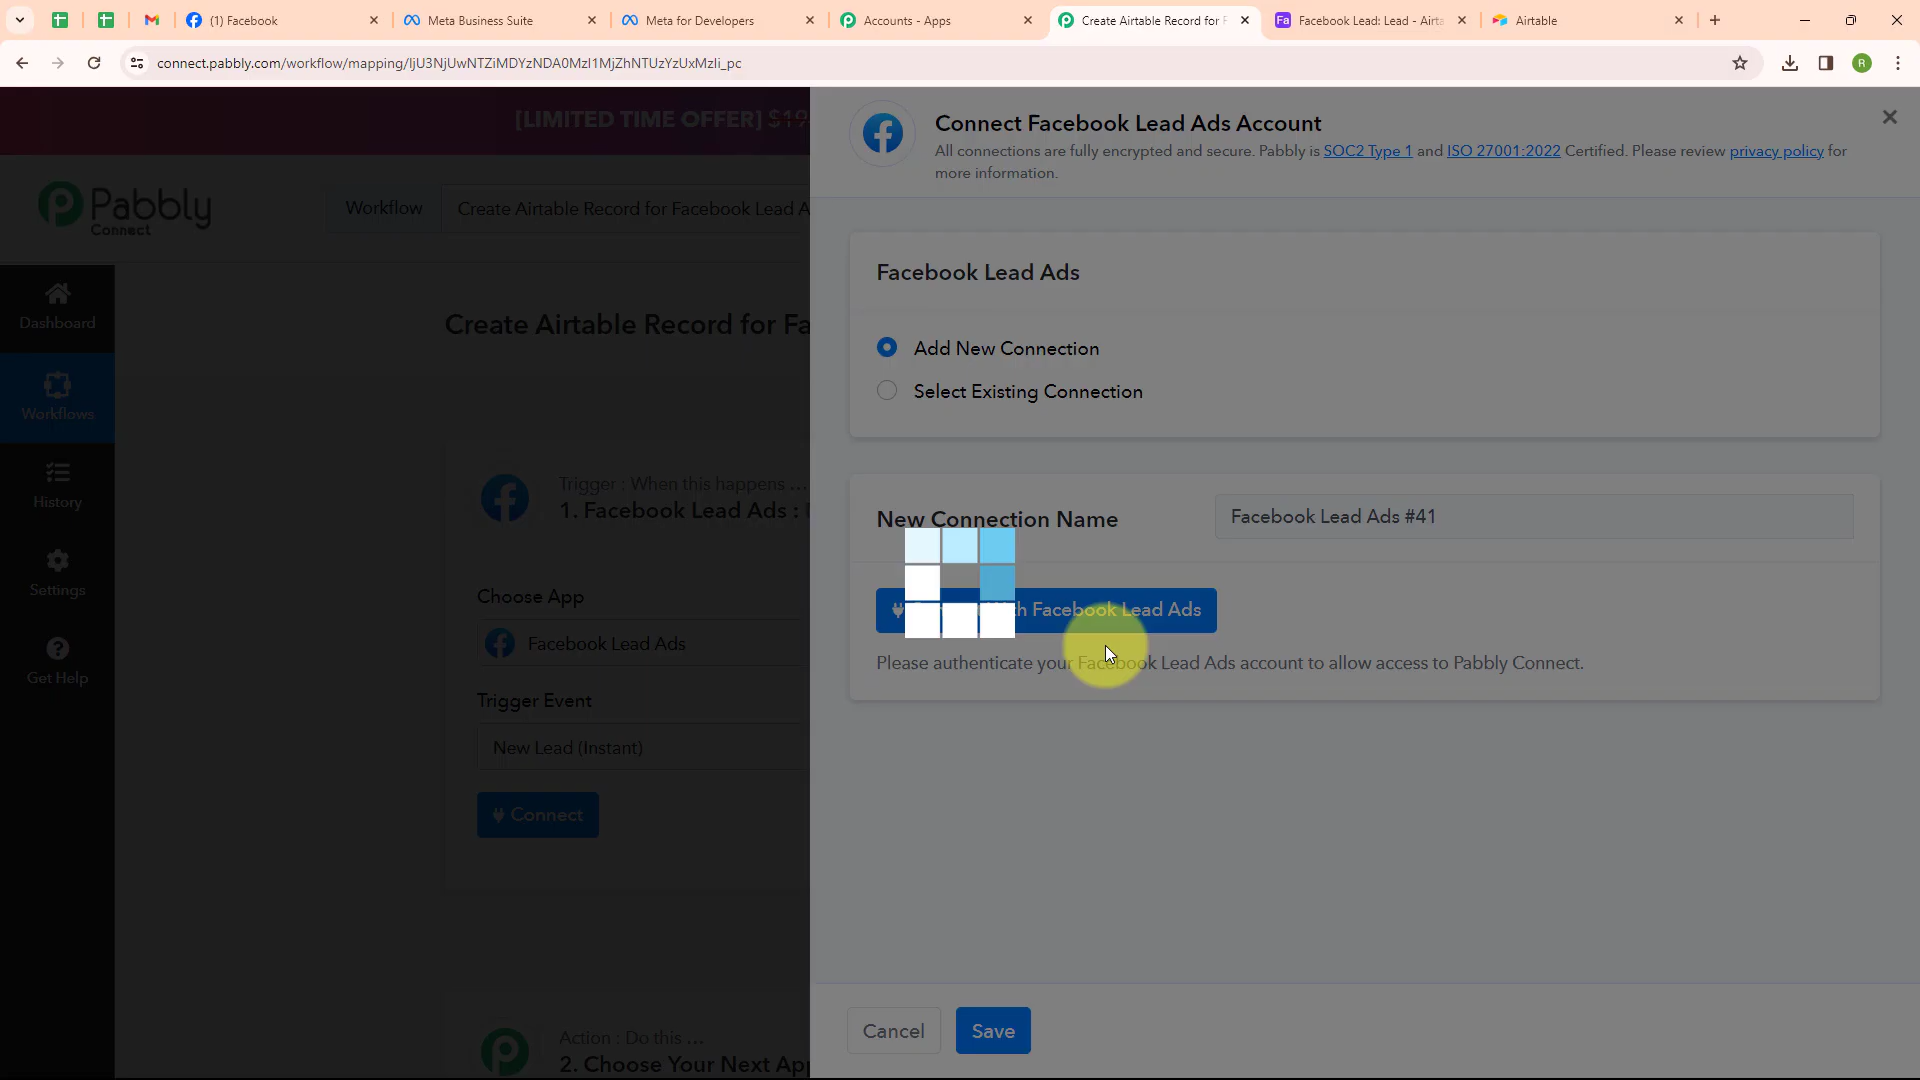 (1) Facebook
Meta Business Suite
Meta for Developers
Accounts - Apps
Create Airtable Record for F
Facebook Lead: Lead - Airta
Airtable
connect.pabbly.com/workflow/mapping/IjU3NjUwNTZiMDYzNDA0MzI1MjZhNTUzYzUxMzIi_pc
R
[LIMITED TIME OFFER] $19
Pabbly
Connect
Workflow
Create Airtable Record for Facebook Lead A
Dashboard
Workflows
History
Settings
Get Help
Create Airtable Record for Fa
Trigger : When this happens ...
1. Facebook Lead Ads :
Choose App
Facebook Lead Ads
Trigger Event
New Lead (Instant)
Connect
Action : Do this ...
2. Choose Your Next App
Connect Facebook Lead Ads Account
All connections are fully encrypted and secure. Pabbly is SOC2 Type 1 and ISO 27001:2022 Certified. Please review privacy policy for
more information.
Facebook Lead Ads
Add New Connection
Select Existing Connection
New Connection Name
Facebook Lead Ads #41
Facebook Lead Ads
Please authenticate your Facebook Lead Ads account to allow access to Pabbly Connect.
Cancel
Save